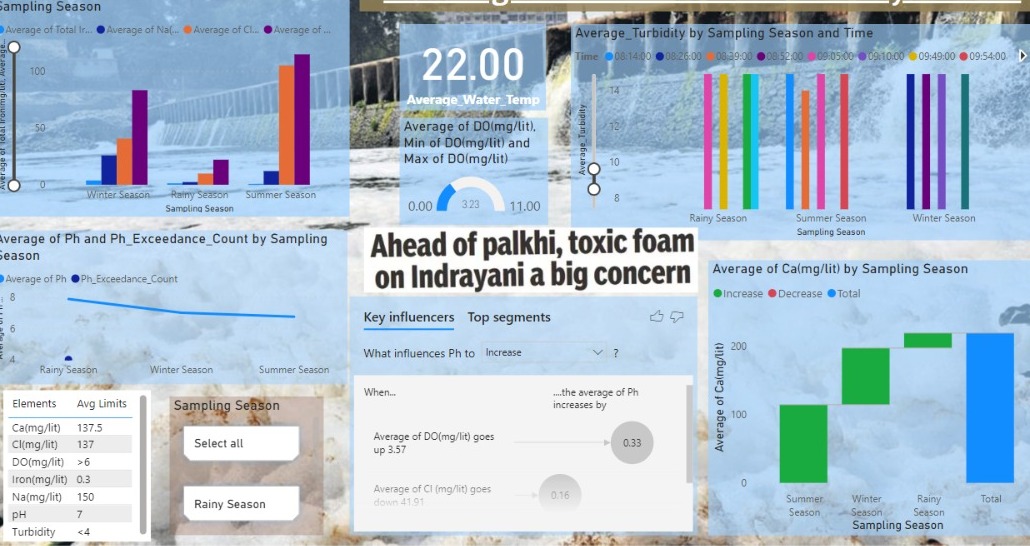 Sampling Season
Average of Total Ir... Average of Na(... Average of Cl... Average of ...
100
50
0
Winter Season Rainy Season Summer Season
Sampling Season
22.00
Average_Water_Temp
Average of DO(mg/lit),
Min of DO(mg/lit) and
Max of DO(mg/lit)
0.00 3.23 11.00
Average_Turbidity by Sampling Season and Time
Time 08:14:00 08:26:00 08:39:00 08:52:00 09:05:00 09:10:00 09:49:00 09:54:00
Average_Turbidity
14
12
10
8
Rainy Season Summer Season Winter Season
Sampling Season
Average of Ph and Ph_Exceedance_Count by Sampling
Season
Average of Ph Ph_Exceedance_Count
8
6
4
Rainy Season Winter Season Summer Season
Ahead of palkhi, toxic foam
on Indrayani a big concern
Key influencers Top segments
What influences Ph to Increase ?
When... ....the average of Ph
increases by
Average of DO(mg/lit) goes
up 3.57
0.33
Average of Cl (mg/lit) goes
down 41.91
0.16
Average of Ca(mg/lit) by Sampling Season
Increase Decrease Total
Average of Ca(mg/lit)
200
100
0
Summer
Season
Winter
Season
Rainy
Season
Total
Sampling Season
Elements Avg Limits
Ca(mg/lit) 137.5
Cl(mg/lit) 137
DO(mg/lit) >6
Iron(mg/lit) 0.3
Na(mg/lit) 150
pH 7
Turbidity <4
Sampling Season
Select all
Rainy Season